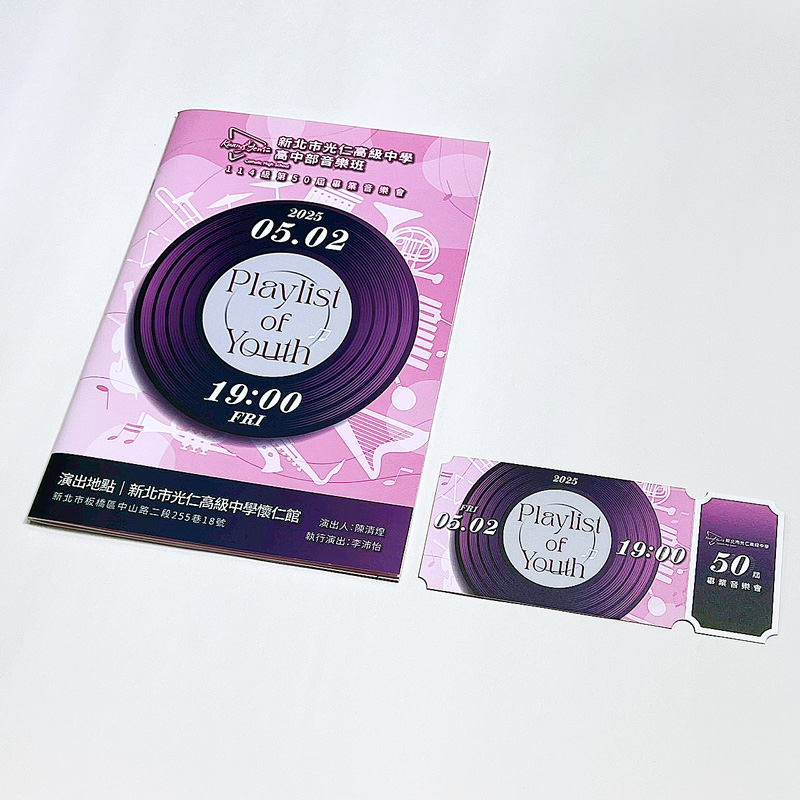 Kuang Jenn
新北市光仁高級中學
高中部音樂班
114級第50屆畢業音樂會
2025
05.02
Playlist
of
Youth
19:00
FRI
演出地點｜新北市光仁高級中學懷仁館
新北市板橋區中山路二段255巷18號
演出人:陳清煌
執行演出:李沛怡
2025
FRI
05.02
Playlist
of
Youth
19:00
新北市光仁高級中學
50屆
畢業音樂會